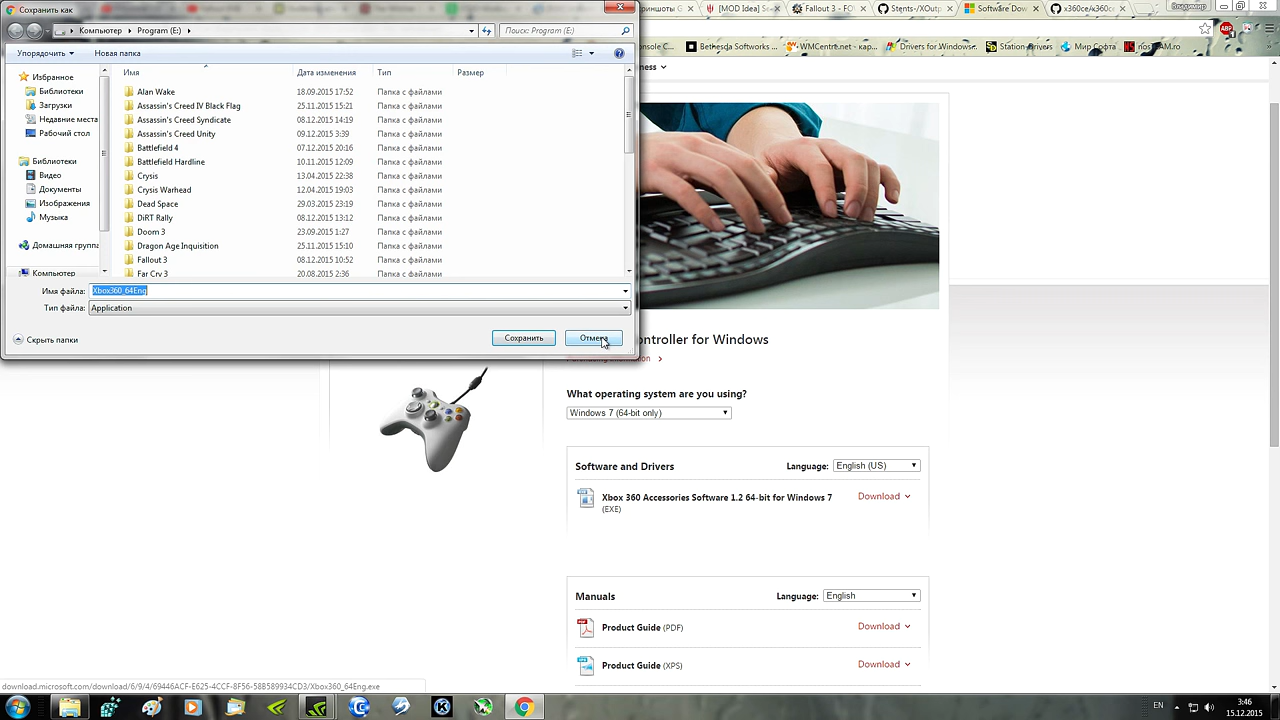 Сохранить как
Компьютер
Program (E:)
Поиск: Program (E:)
Упорядочить
Новая папка
Избранное
Библиотеки
Загрузки
Недавние места
Рабочий стол
Библиотеки
Видео
Документы
Изображения
Музыка
Домашняя группа
Компьютер
Имя Дата изменения Тип Размер
Alan Wake 18.09.2015 17:52 Папка с файлами
Assassin's Creed IV Black Flag 25.11.2015 15:21 Папка с файлами
Assassin's Creed Syndicate 08.12.2015 14:19 Папка с файлами
Assassin's Creed Unity 09.12.2015 3:39 Папка с файлами
Battlefield 4 07.12.2015 20:16 Папка с файлами
Battlefield Hardline 10.11.2015 12:09 Папка с файлами
Crysis 13.04.2015 22:38 Папка с файлами
Crysis Warhead 12.04.2015 19:03 Папка с файлами
Dead Space 29.03.2015 23:19 Папка с файлами
DiRT Rally 08.12.2015 13:12 Папка с файлами
Doom 3 23.09.2015 1:27 Папка с файлами
Dragon Age Inquisition 25.11.2015 15:10 Папка с файлами
Fallout 3 08.12.2015 10:52 Папка с файлами
Far Cry 3 20.08.2015 2:36 Папка с файлами
Имя файла: Xbox360_64Eng
Тип файла: Application
Скрыть папки
Сохранить
Отмена
[MOD Idea]
Fallout 3 - FO
Stents-/XOutp
Software Dow
x360ce/x360ce
Владимир
Bethesda Softworks ...
WMCentre.net - кар...
Drivers for Windows...
Station-Drivers
Мир Софта
ness
ontroller for Windows
What operating system are you using?
Windows 7 (64-bit only)
Software and Drivers
Language: English (US)
Xbox 360 Accessories Software 1.2 64-bit for Windows 7
(EXE)
Download
Manuals
Language: English
Product Guide (PDF)
Download
Product Guide (XPS)
Download
download.microsoft.com/download/6/9/4/69446ACF-E625-4CCF-8F56-58B589934CD3/Xbox360_64Eng.exe
EN
3:46
15.12.2015